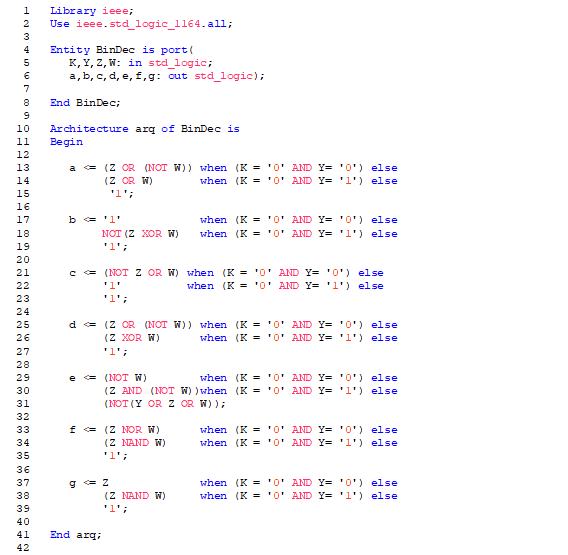 1 Library ieee;
2 Use ieee.std_logic_1164.all;
3
4 Entity BinDec is port(
5 K,Y,Z,W: in std_logic;
6 a,b,c,d,e,f,g: out std_logic);
7
8 End BinDec;
9
10 Architecture arq of BinDec is
11 Begin
12
13 a <= (Z OR (NOT W)) when (K = '0' AND Y= '0') else
14 (Z OR W) when (K = '0' AND Y= '1') else
15 '1';
16
17 b <= '1' when (K = '0' AND Y= '0') else
18 NOT(Z XOR W) when (K = '0' AND Y= '1') else
19 '1';
20
21 c <= (NOT Z OR W) when (K = '0' AND Y= '0') else
22 '1' when (K = '0' AND Y= '1') else
23 '1';
24
25 d <= (Z OR (NOT W)) when (K = '0' AND Y= '0') else
26 (Z XOR W) when (K = '0' AND Y= '1') else
27 '1';
28
29 e <= (NOT W) when (K = '0' AND Y= '0') else
30 (Z AND (NOT W))when (K = '0' AND Y= '1') else
31 (NOT(Y OR Z OR W));
32
33 f <= (Z NOR W) when (K = '0' AND Y= '0') else
34 (Z NAND W) when (K = '0' AND Y= '1') else
35 '1';
36
37 g <= Z when (K = '0' AND Y= '0') else
38 (Z NAND W) when (K = '0' AND Y= '1') else
39 '1';
40
41 End arq;
42